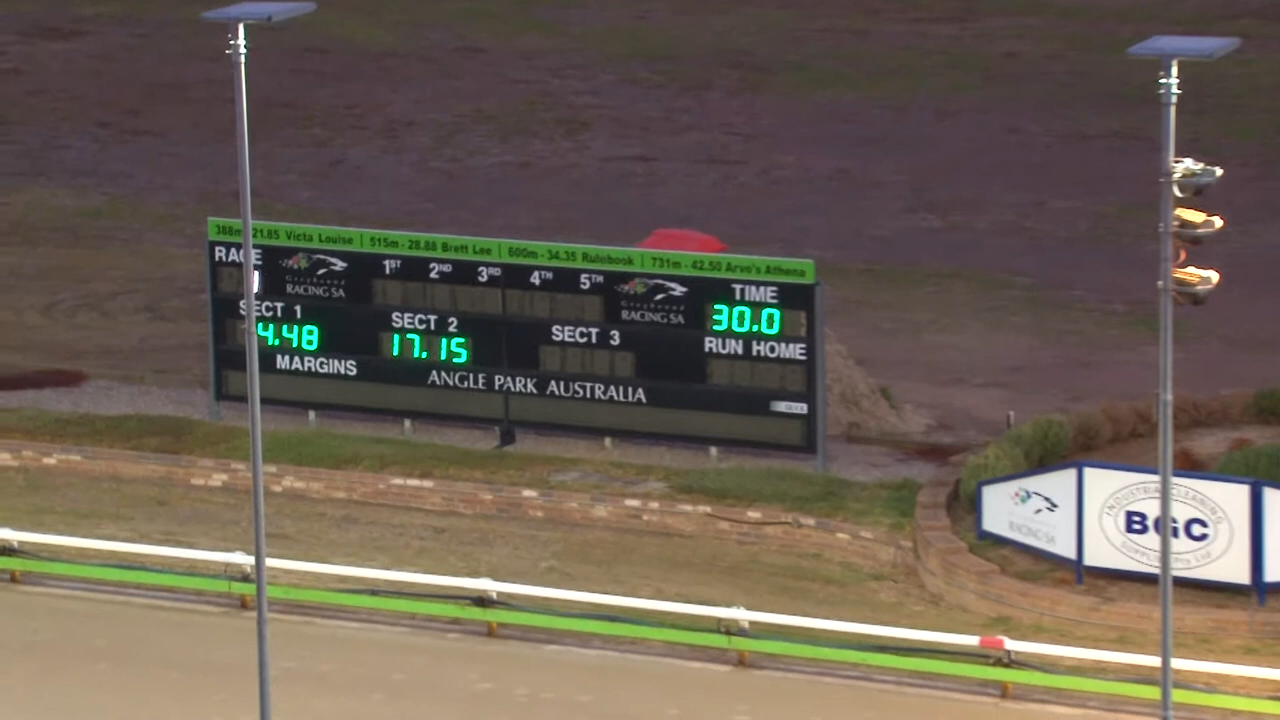 388m - 21.85 Victa Louise | 515m - 28.88 Brett Lee | 600m - 34.35 Rulebook | 731m - 42.50 Arvo's Athena
RACE
Greyhound RACING SA
1ST 2ND 3RD 4TH 5TH
Greyhound RACING SA
TIME
30.0
SECT 1
4.48
SECT 2
17.15
SECT 3
RUN HOME
MARGINS
ANGLE PARK AUSTRALIA
RACING SA
INDUSTRIAL CLEANING
BGC
SUPPLIES Pty Ltd